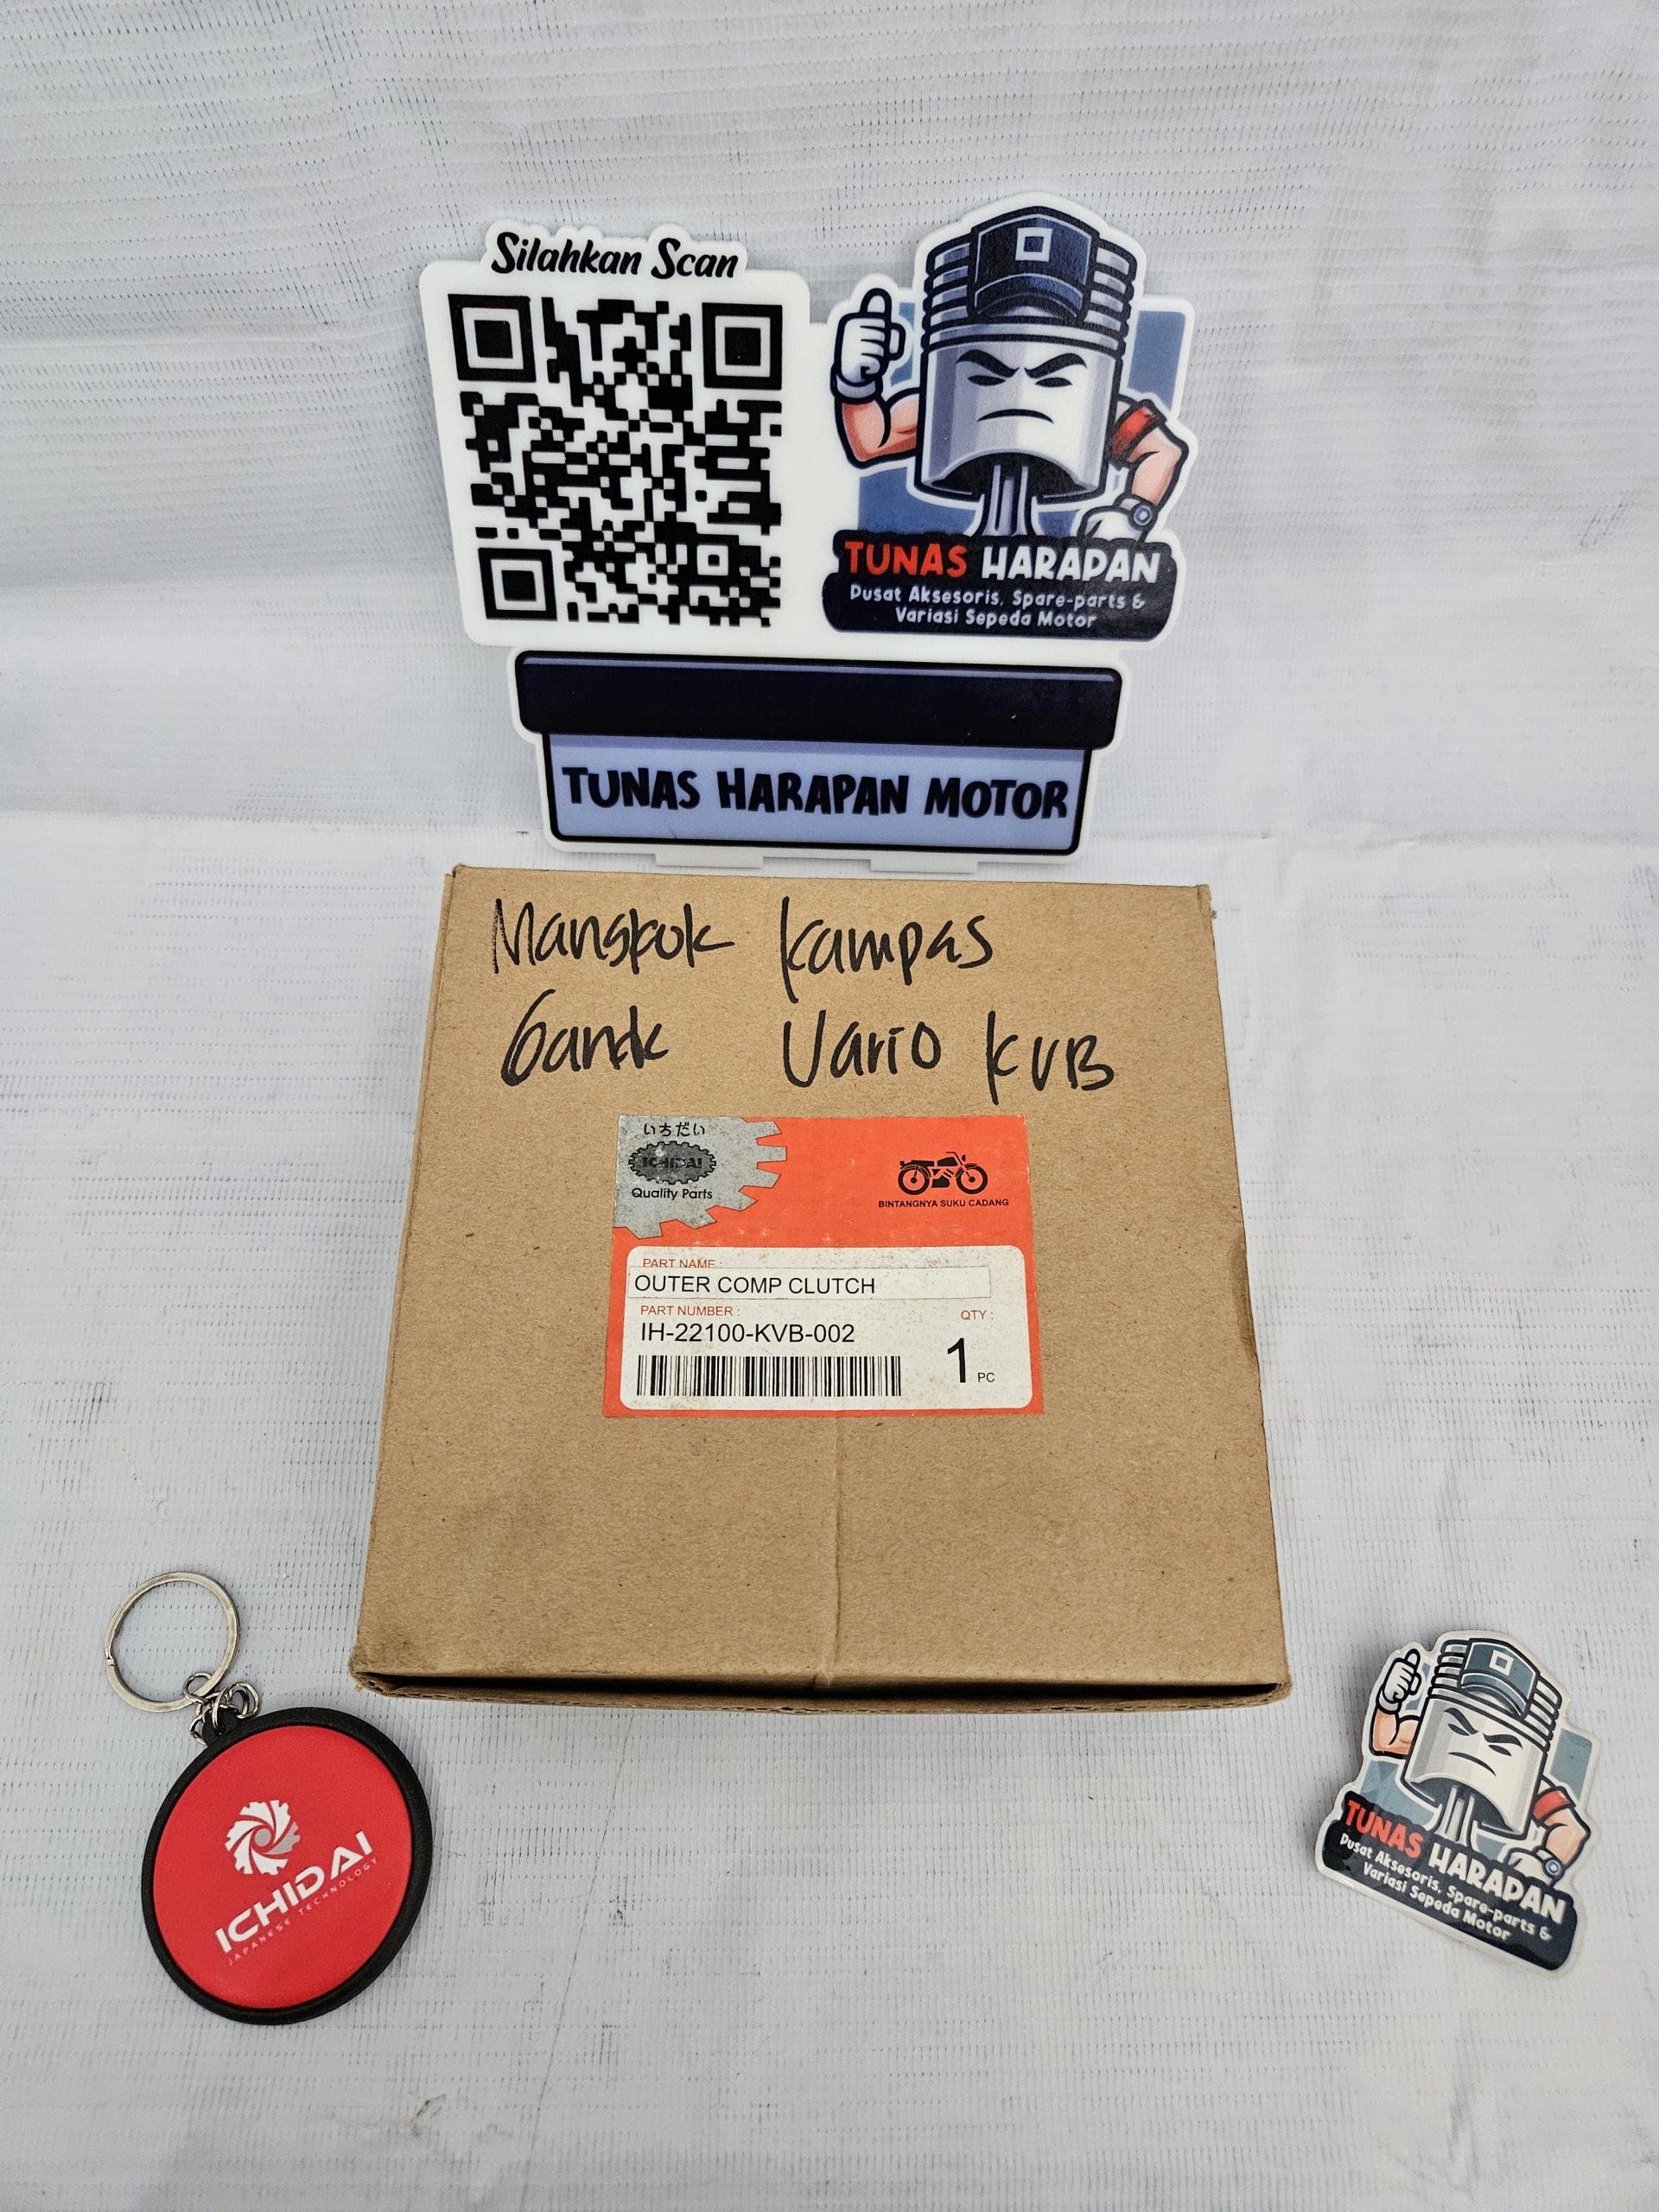 Silahkan Scan
TUNAS HARAPAN
Pusat Aksesoris, Spare-parts &
Variasi Sepeda Motor
TUNAS HARAPAN MOTOR
Mangkok Kampas
Ganda Vario KVB
いちだい
ICHIDAI
Quality Parts
BINTANGNYA SUKU CADANG
PART NAME :
OUTER COMP CLUTCH
PART NUMBER :
IH-22100-KVB-002
QTY :
1 PC
ICHIDAI
JAPANESE TECHNOLOGY
TUNAS HARAPAN
Pusat Aksesoris, Spare-parts &
Variasi Sepeda Motor